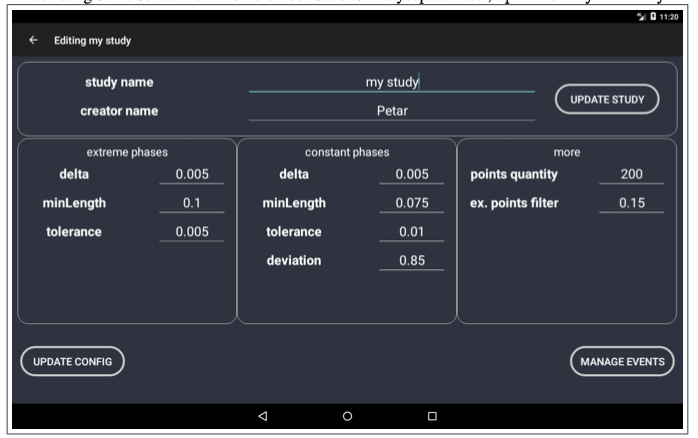 11:20
Editing my study
study name my study
creator name Petar
UPDATE STUDY
extreme phases
delta 0.005
minLength 0.1
tolerance 0.005
constant phases
delta 0.005
minLength 0.075
tolerance 0.01
deviation 0.85
more
points quantity 200
ex. points filter 0.15
UPDATE CONFIG
MANAGE EVENTS